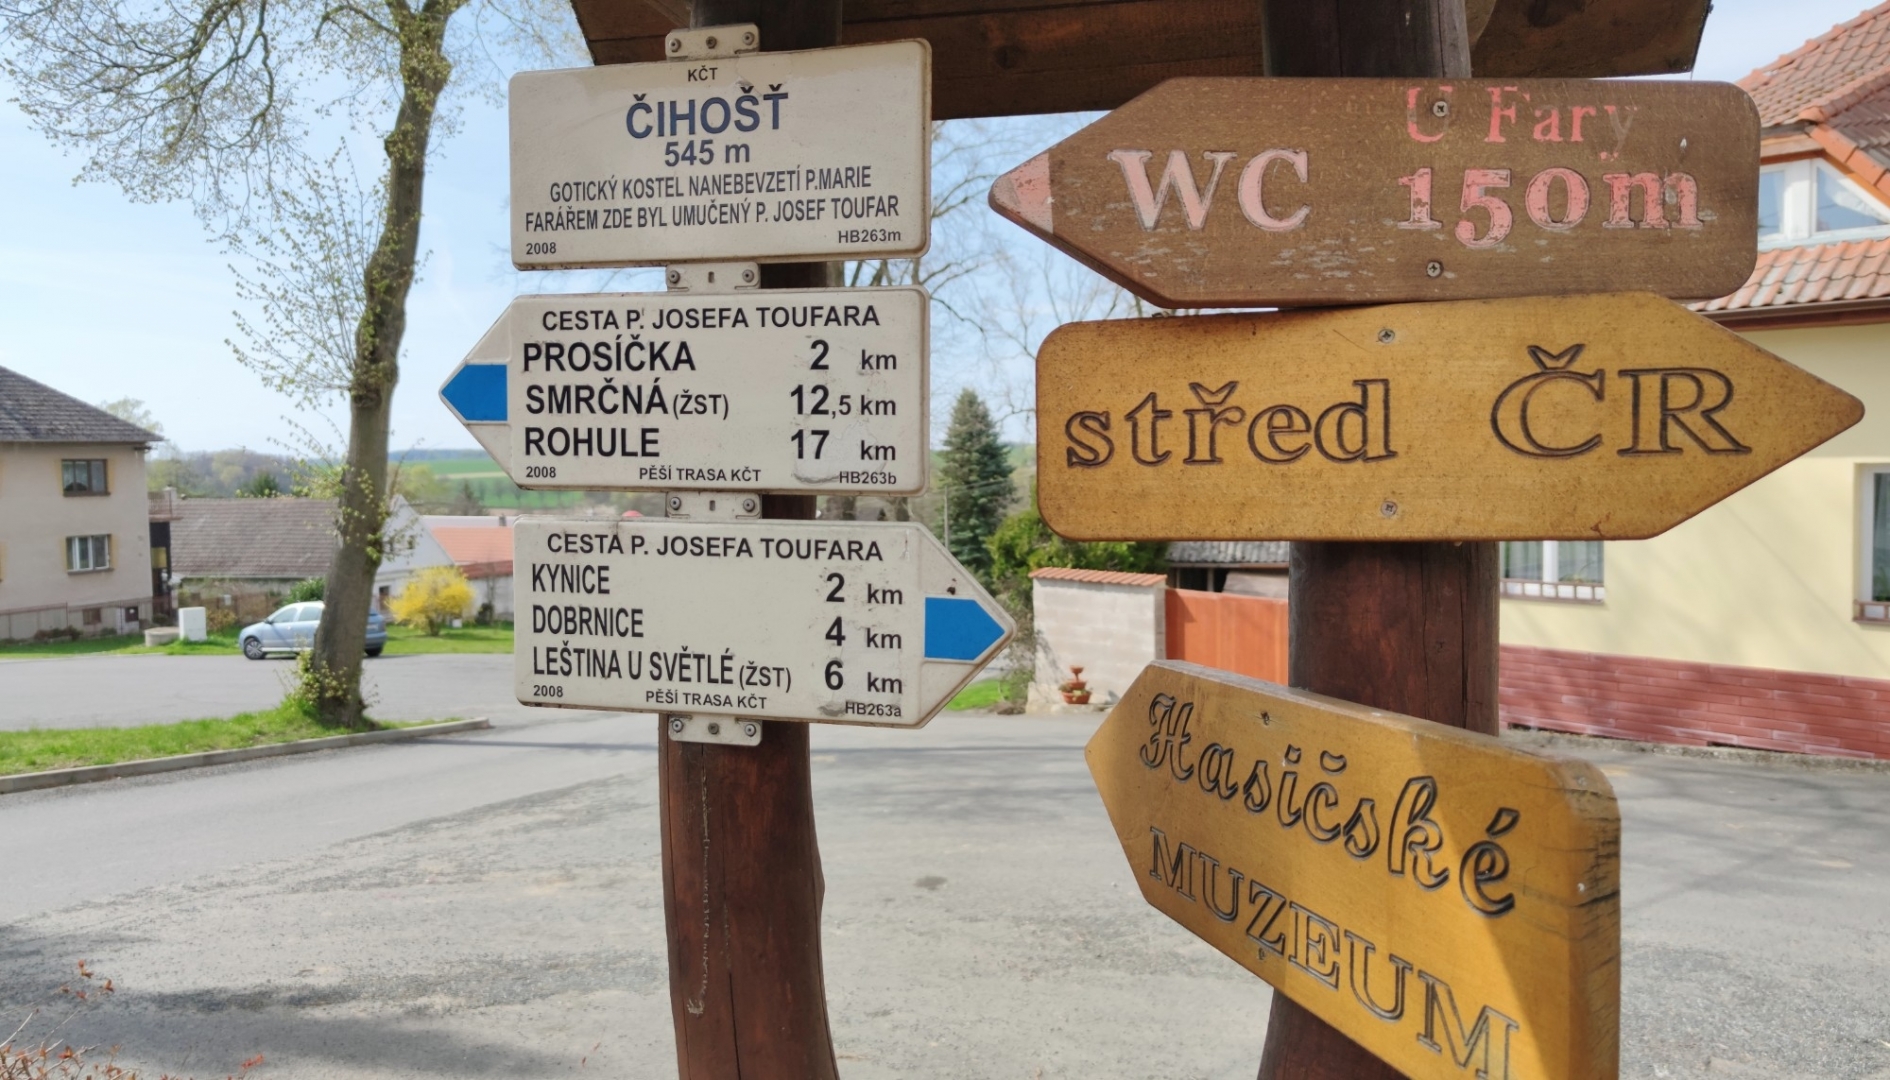 KČT
ČIHOŠŤ
545 m
GOTICKÝ KOSTEL NANEBEVZETÍ P.MARIE
FARÁŘEM ZDE BYL UMUČENÝ P. JOSEF TOUFAR
2008 HB263m
CESTA P. JOSEFA TOUFARA
PROSÍČKA 2 km
SMRČNÁ (ŽST) 12,5 km
ROHULE 17 km
2008 PĚŠÍ TRASA KČT HB263b
CESTA P. JOSEFA TOUFARA
KYNICE 2 km
DOBRNICE 4 km
LEŠTINA U SVĚTLÉ (ŽST) 6 km
2008 PĚŠÍ TRASA KČT HB263a
U Fary
WC 150m
střed ČR
Hasičské
MUZEUM